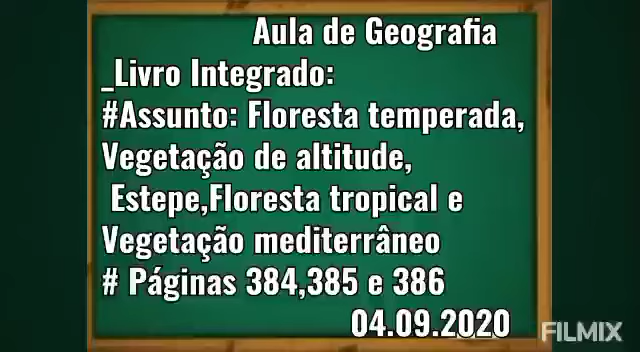 Aula de Geografia
_Livro Integrado:
#Assunto: Floresta temperada,
Vegetação de altitude,
Estepe,Floresta tropical e
Vegetação mediterrâneo
# Páginas 384,385 e 386
04.09.2020
FILMIX